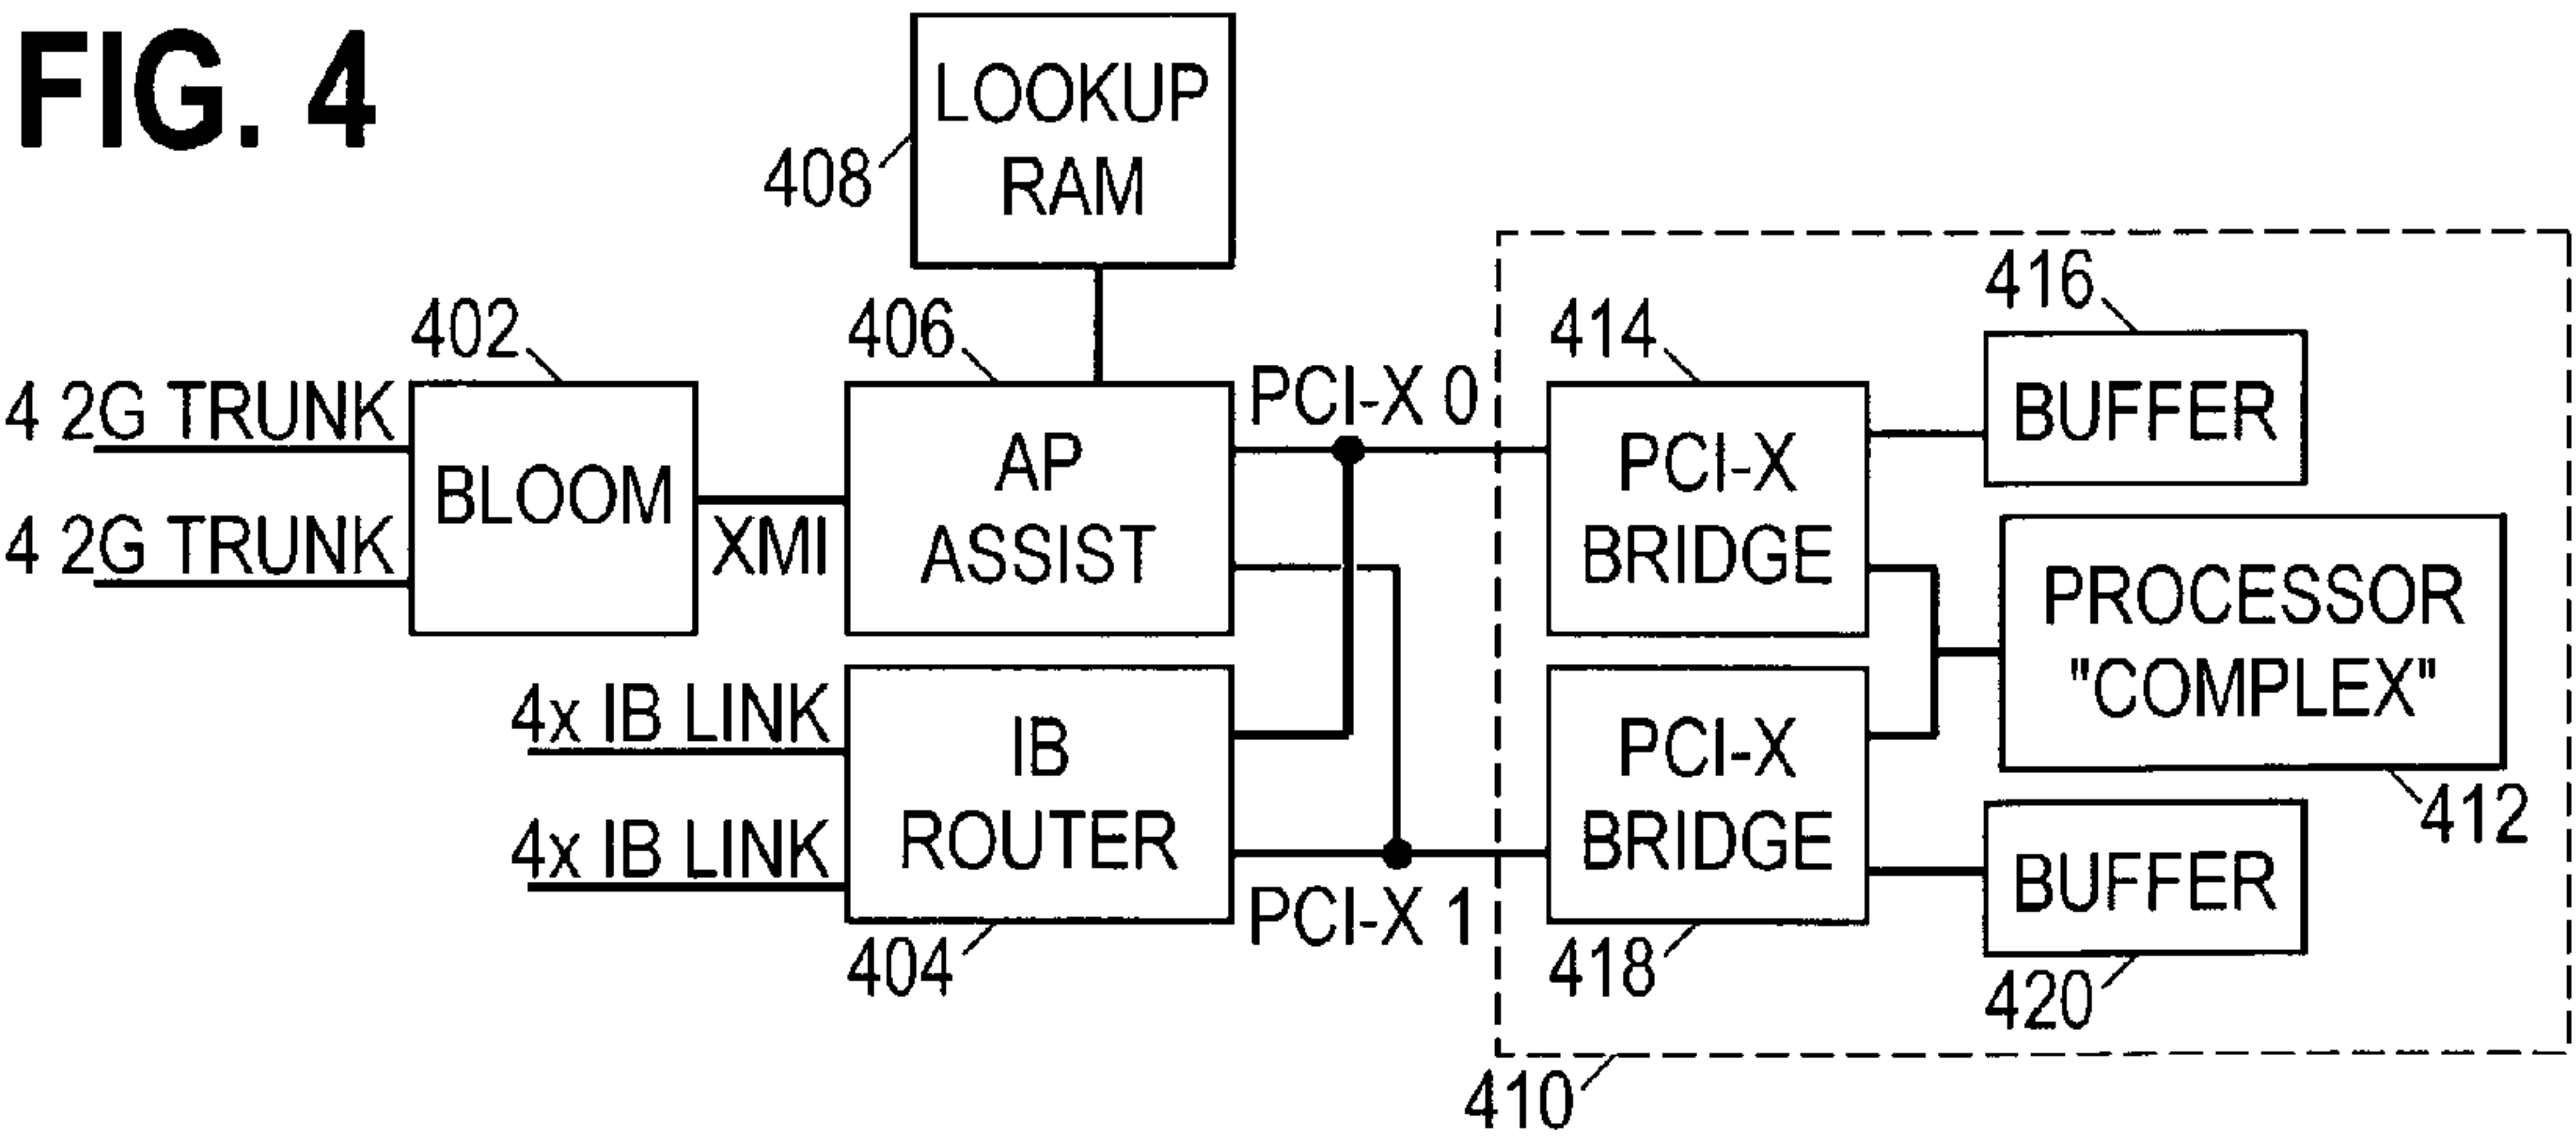 FIG. 4
LOOKUP
RAM
408
402
406
414
416
4 2G TRUNK
4 2G TRUNK
BLOOM
XMI
AP
ASSIST
PCI-X 0
PCI-X
BRIDGE
BUFFER
PROCESSOR
"COMPLEX"
412
4x IB LINK
4x IB LINK
IB
ROUTER
404
PCI-X 1
PCI-X
BRIDGE
418
BUFFER
420
410